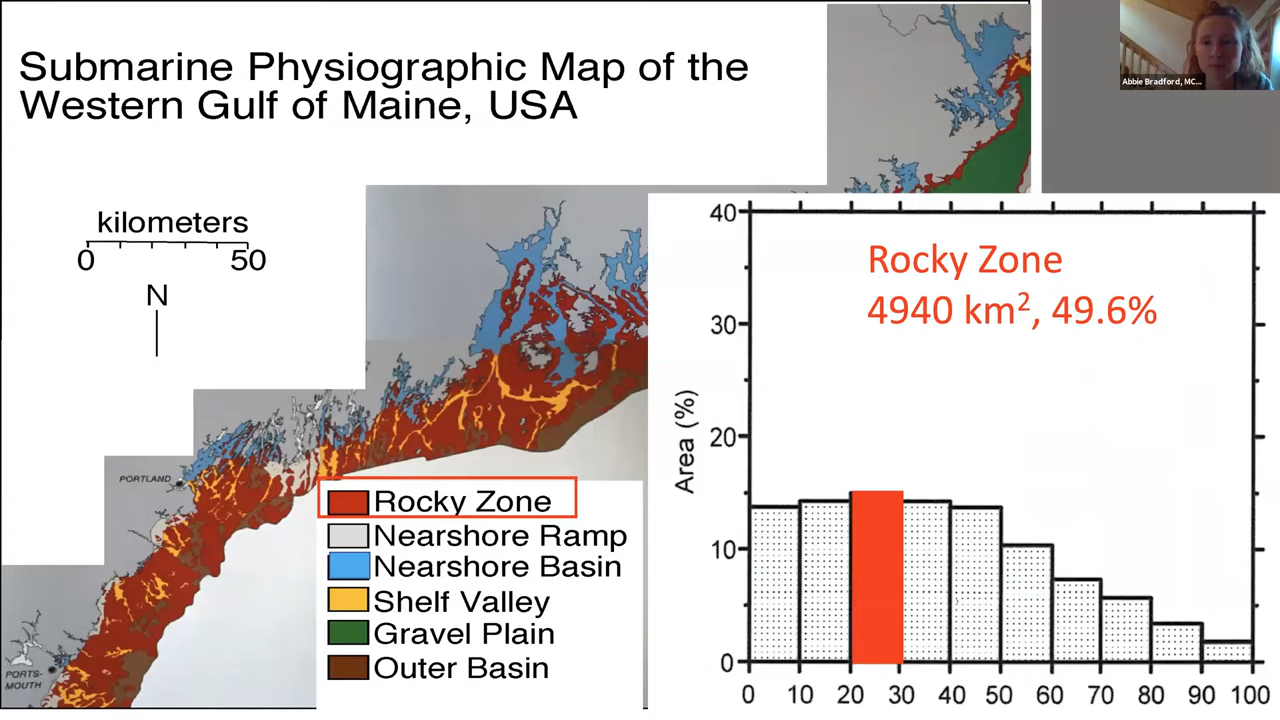 Submarine Physiographic Map of the
Western Gulf of Maine, USA
Abbie Bradford, MC...
kilometers
0 50
N
PORTLAND
PORTS-
MOUTH
Rocky Zone
Nearshore Ramp
Nearshore Basin
Shelf Valley
Gravel Plain
Outer Basin
Rocky Zone
4940 km², 49.6%
Area (%)
40
30
20
10
0
0 10 20 30 40 50 60 70 80 90 100